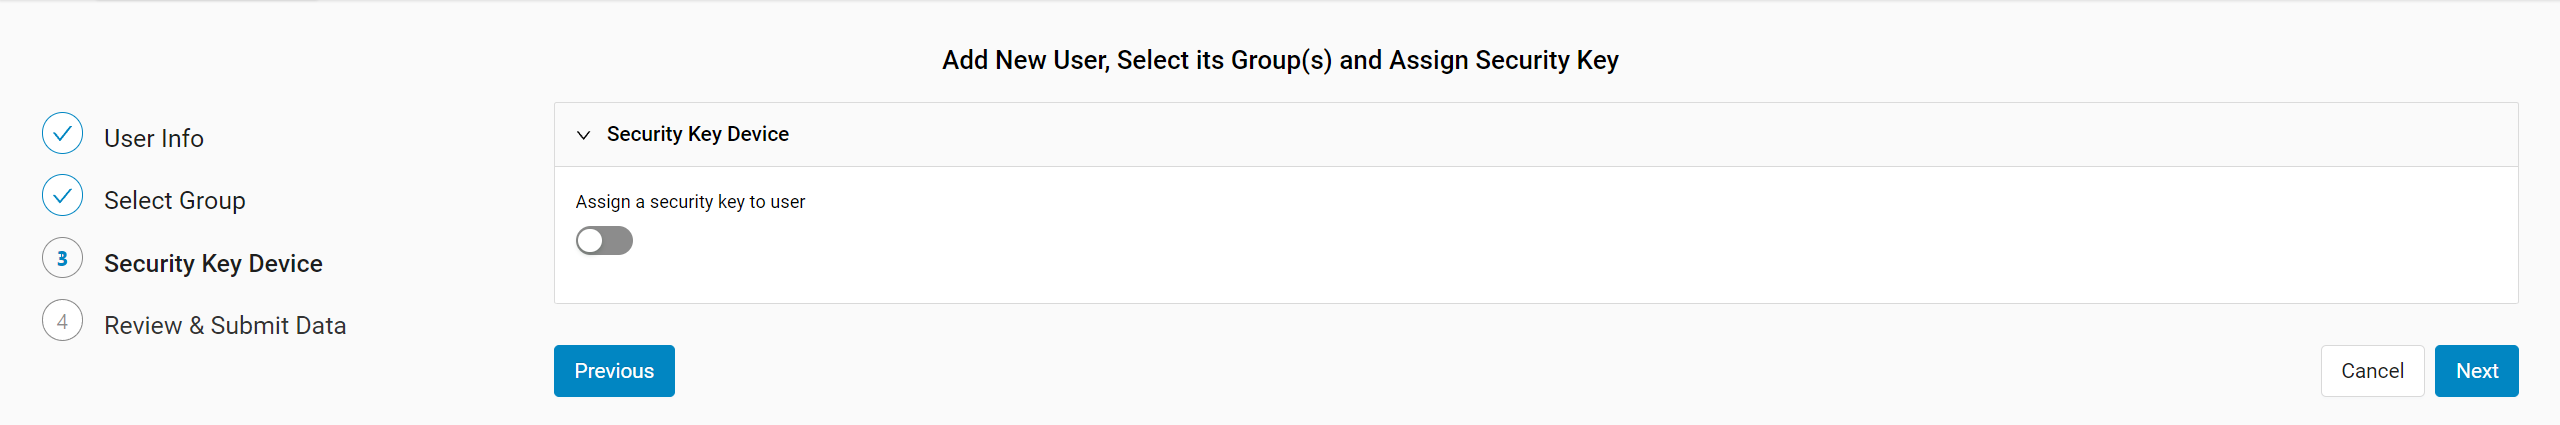 Add New User, Select its Group(s) and Assign Security Key
User Info
Select Group
3 Security Key Device
4 Review & Submit Data
Security Key Device
Assign a security key to user
Previous
Cancel
Next